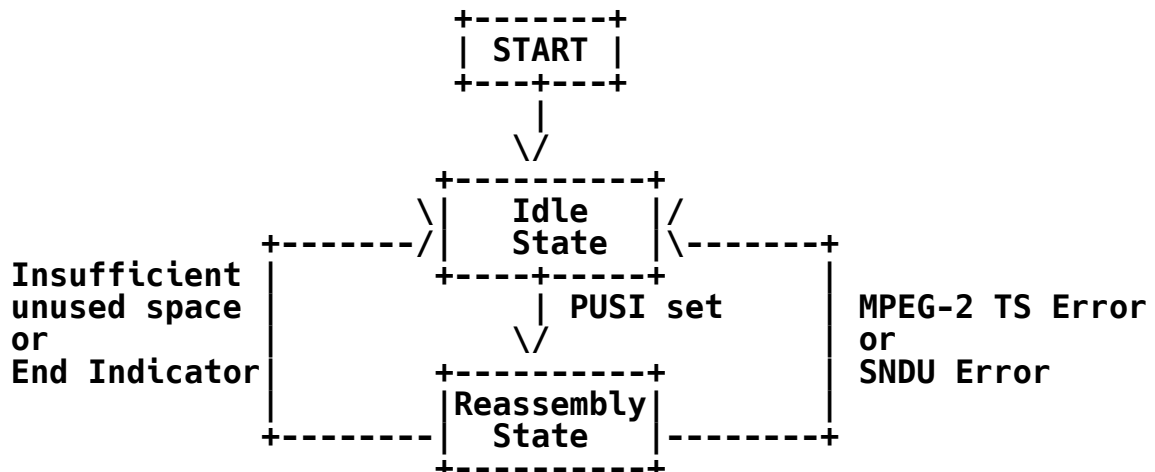 START
Idle
State
Insufficient
unused space
or
End Indicator
PUSI set
MPEG-2 TS Error
or
SNDU Error
Reassembly
State